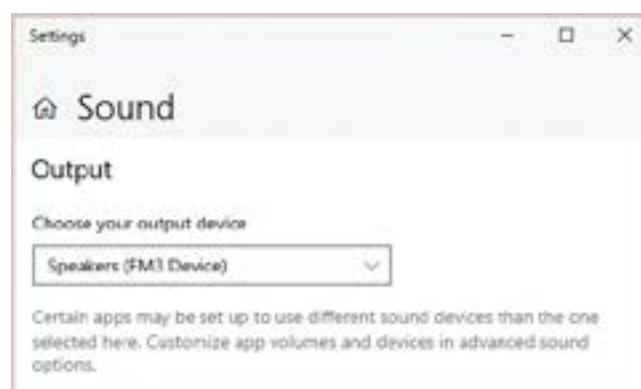 Settings
Sound
Output
Choose your output device
Speakers (FM3 Device)
Certain apps may be set up to use different sound devices than the one
selected here. Customize app volumes and devices in advanced sound
options.